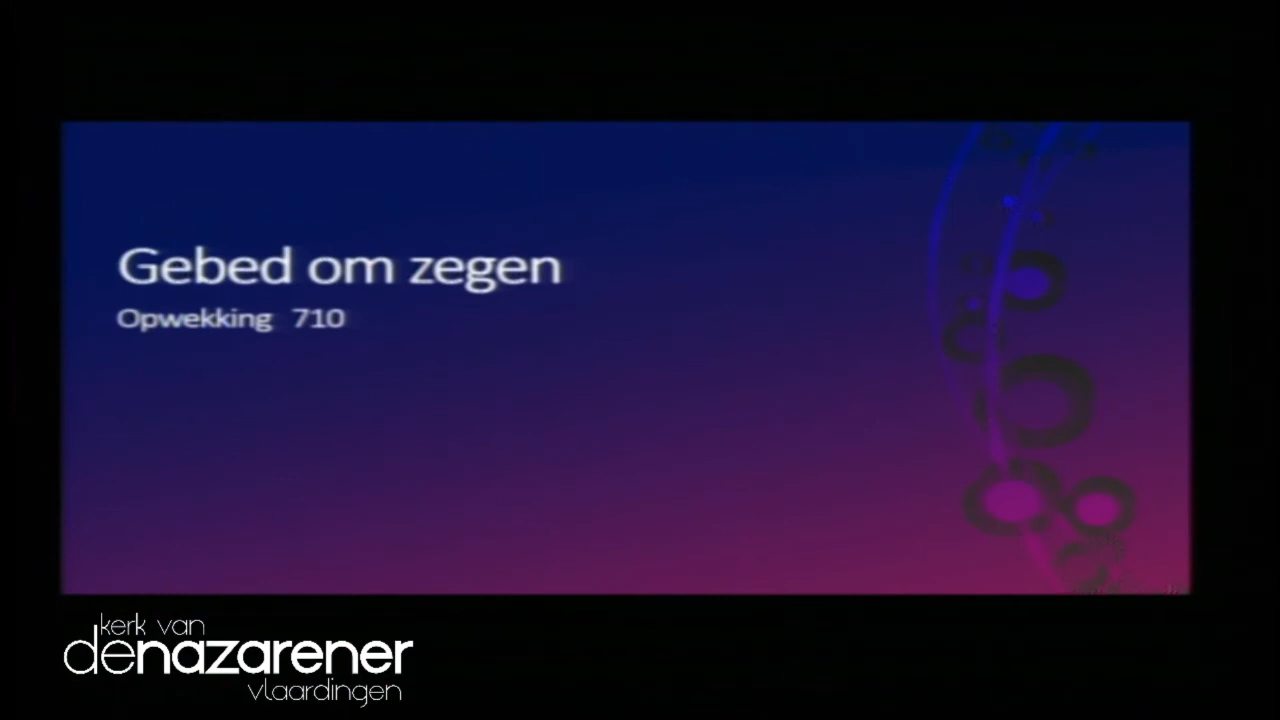 Gebed om zegen
Opwekking 710
kerk van
denazarener
vlaardingen